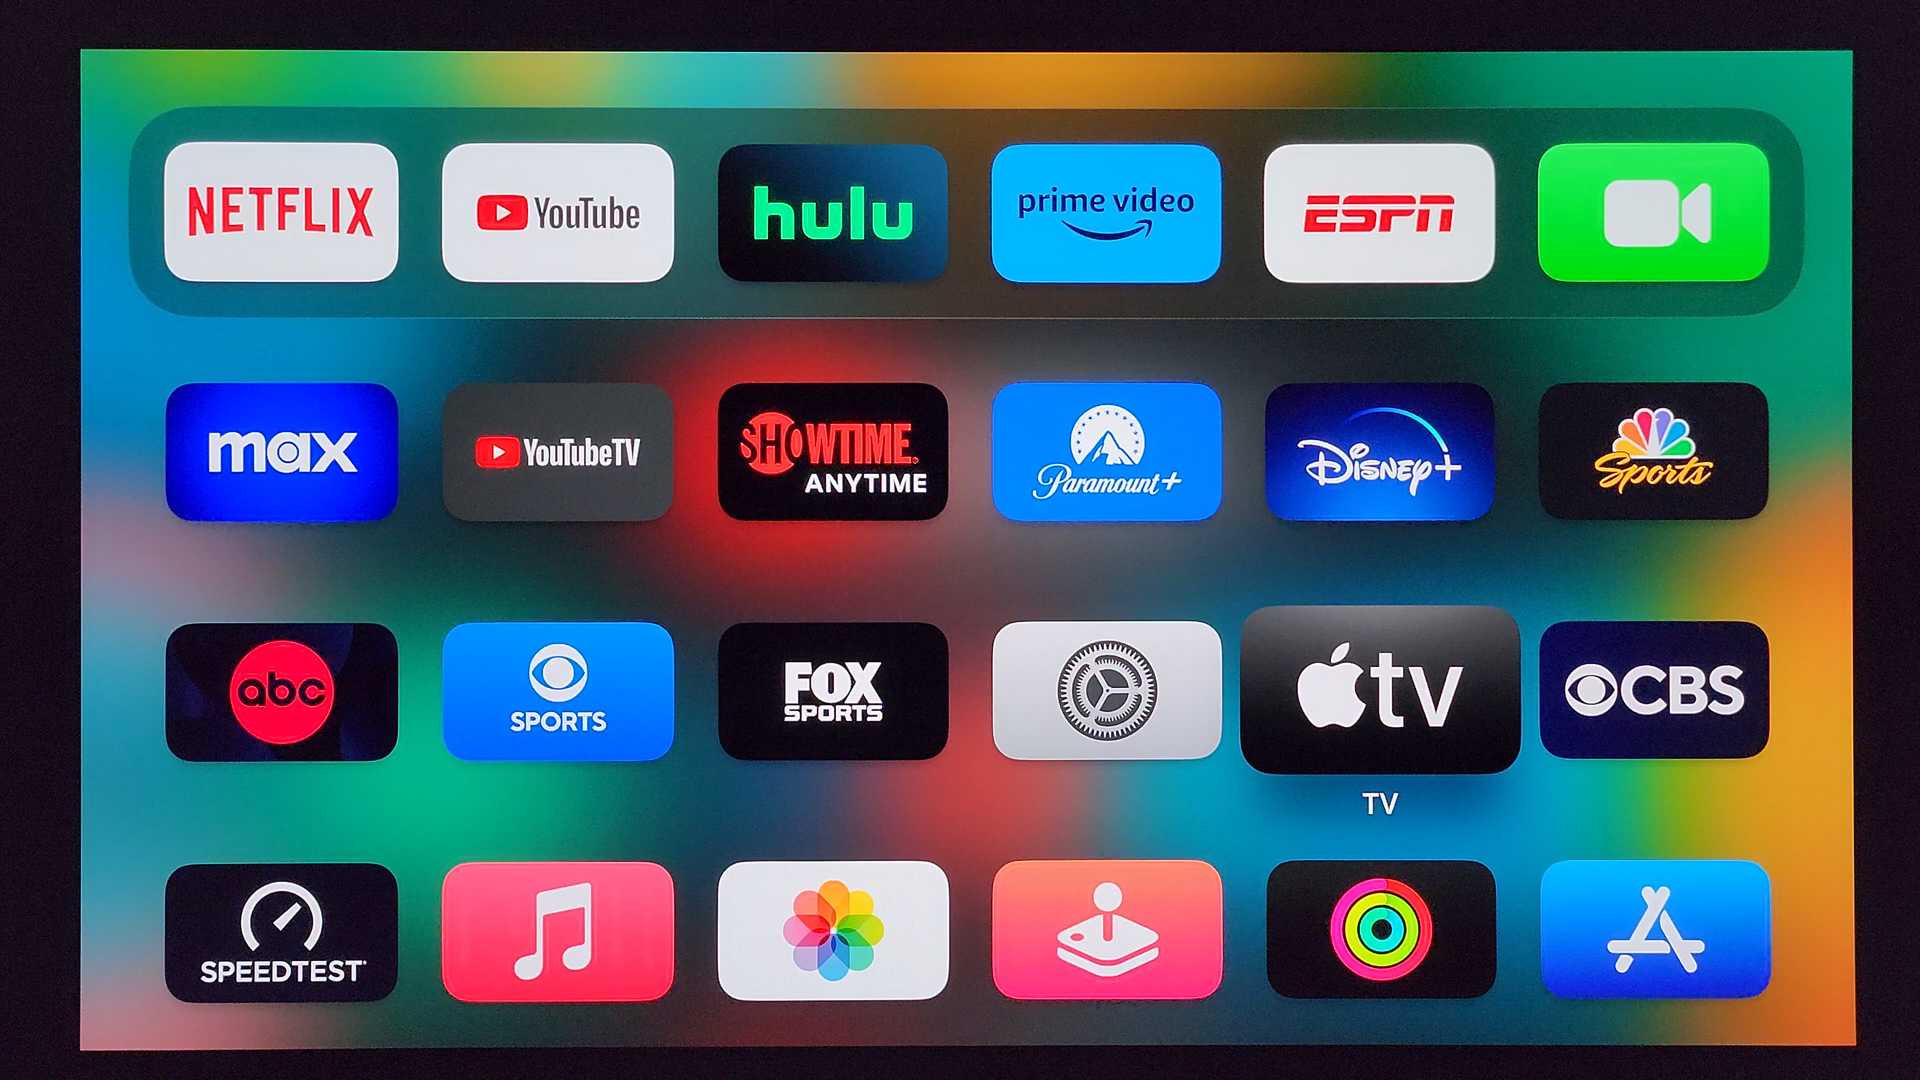 NETFLIX
YouTube
hulu
prime video
ESPN
max
YouTubeTV
SHOWTIME
ANYTIME
Paramount+
Disney+
Sports
abc
SPORTS
FOX
SPORTS
tv
CBS
TV
SPEEDTEST